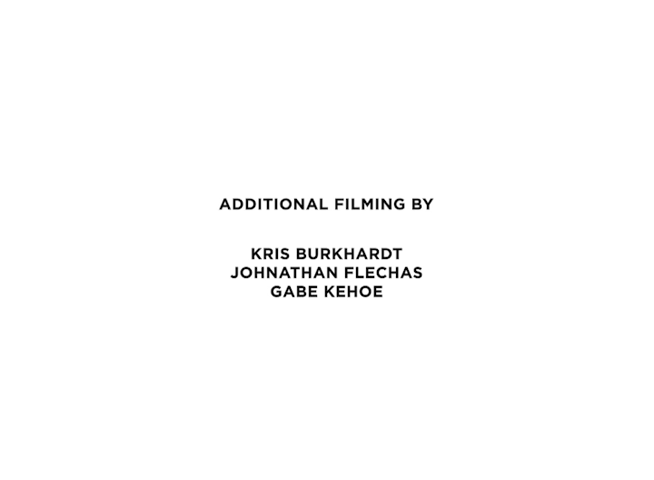 ADDITIONAL FILMING BY
KRIS BURKHARDT
JOHNATHAN FLECHAS
GABE KEHOE